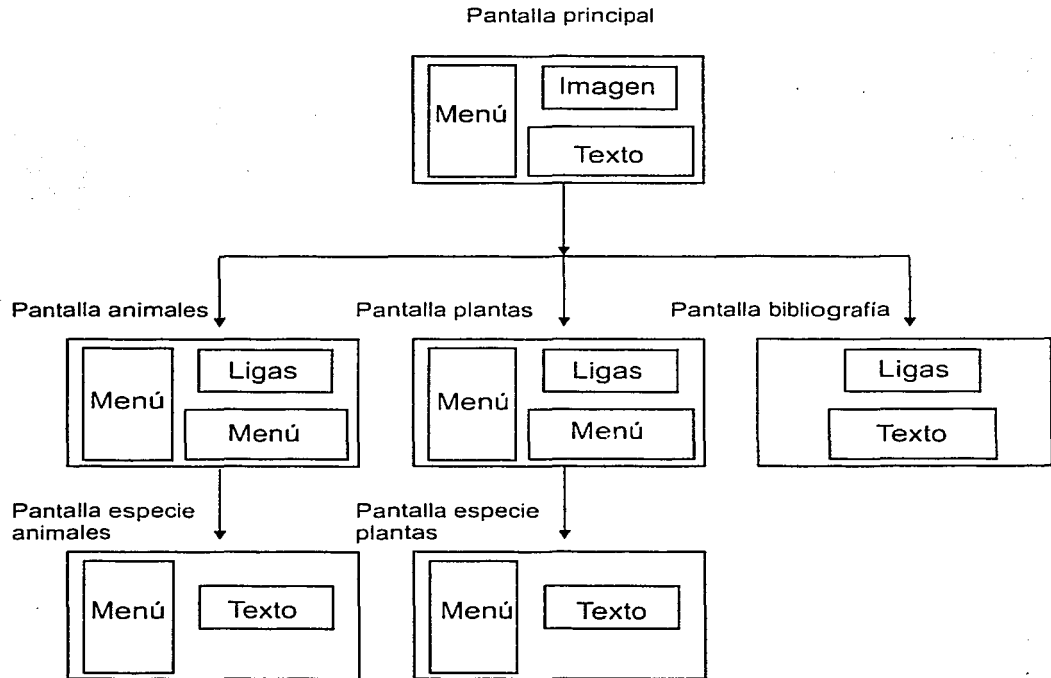 Pantalla principal
Menú
Imagen
Texto
Pantalla animales
Pantalla plantas
Pantalla bibliografía
Menú
Ligas
Menú
Menú
Ligas
Menú
Ligas
Texto
Pantalla especie
animales
Pantalla especie
plantas
Menú
Texto
Menú
Texto